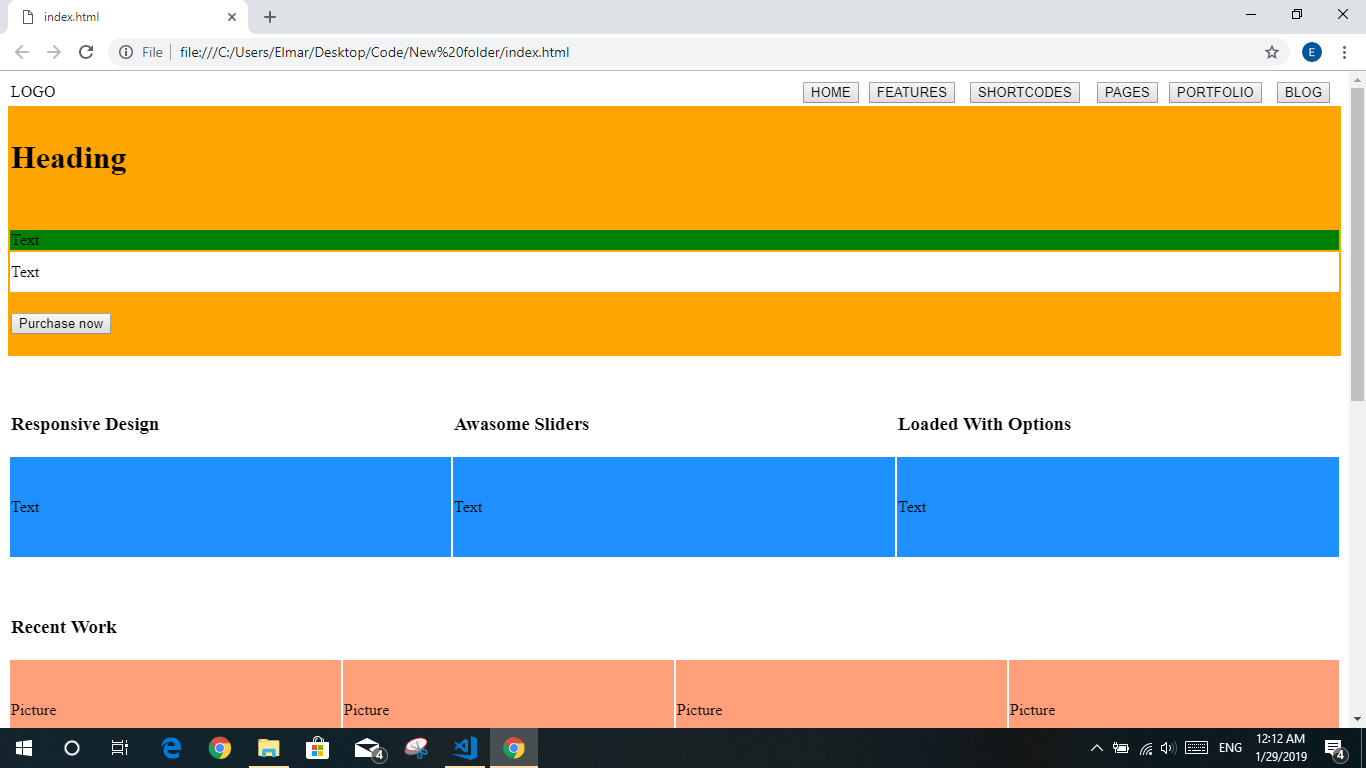 index.html
File file:///C:/Users/Elmar/Desktop/Code/New%20folder/index.html
E
LOGO HOME FEATURES SHORTCODES PAGES PORTFOLIO BLOG
Heading
Text
Text
Purchase now
Responsive Design Awasome Sliders Loaded With Options
Text Text Text
Recent Work
Picture Picture Picture Picture
4 ENG 12:12 AM 4
1/29/2019